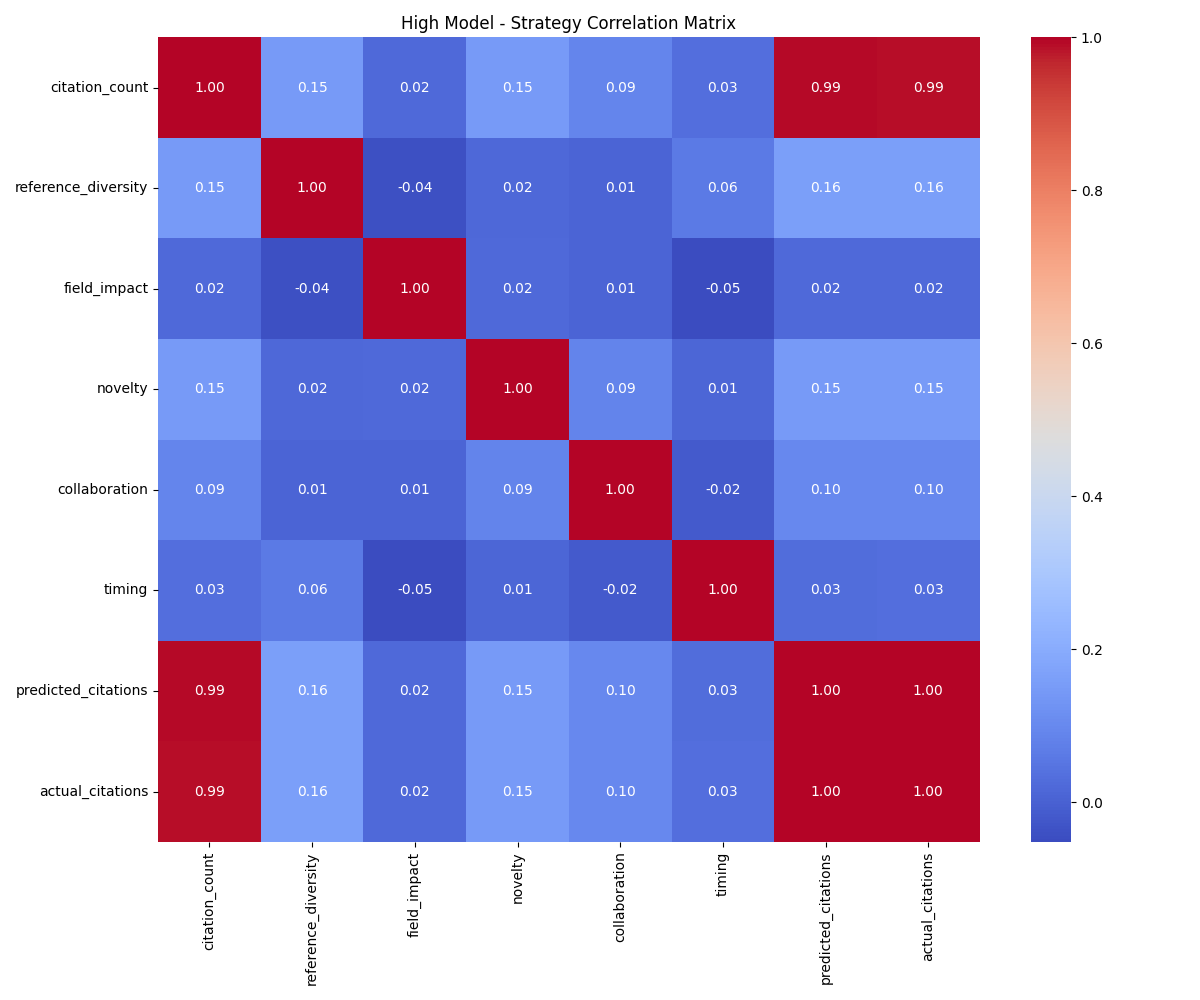 High Model - Strategy Correlation Matrix
citation_count 1.00 0.15 0.02 0.15 0.09 0.03 0.99 0.99
reference_diversity 0.15 1.00 -0.04 0.02 0.01 0.06 0.16 0.16
field_impact 0.02 -0.04 1.00 0.02 0.01 -0.05 0.02 0.02
novelty 0.15 0.02 0.02 1.00 0.09 0.01 0.15 0.15
collaboration 0.09 0.01 0.01 0.09 1.00 -0.02 0.10 0.10
timing 0.03 0.06 -0.05 0.01 -0.02 1.00 0.03 0.03
predicted_citations 0.99 0.16 0.02 0.15 0.10 0.03 1.00 1.00
actual_citations 0.99 0.16 0.02 0.15 0.10 0.03 1.00 1.00
citation_count
reference_diversity
field_impact
novelty
collaboration
timing
predicted_citations
actual_citations
1.0
0.8
0.6
0.4
0.2
0.0